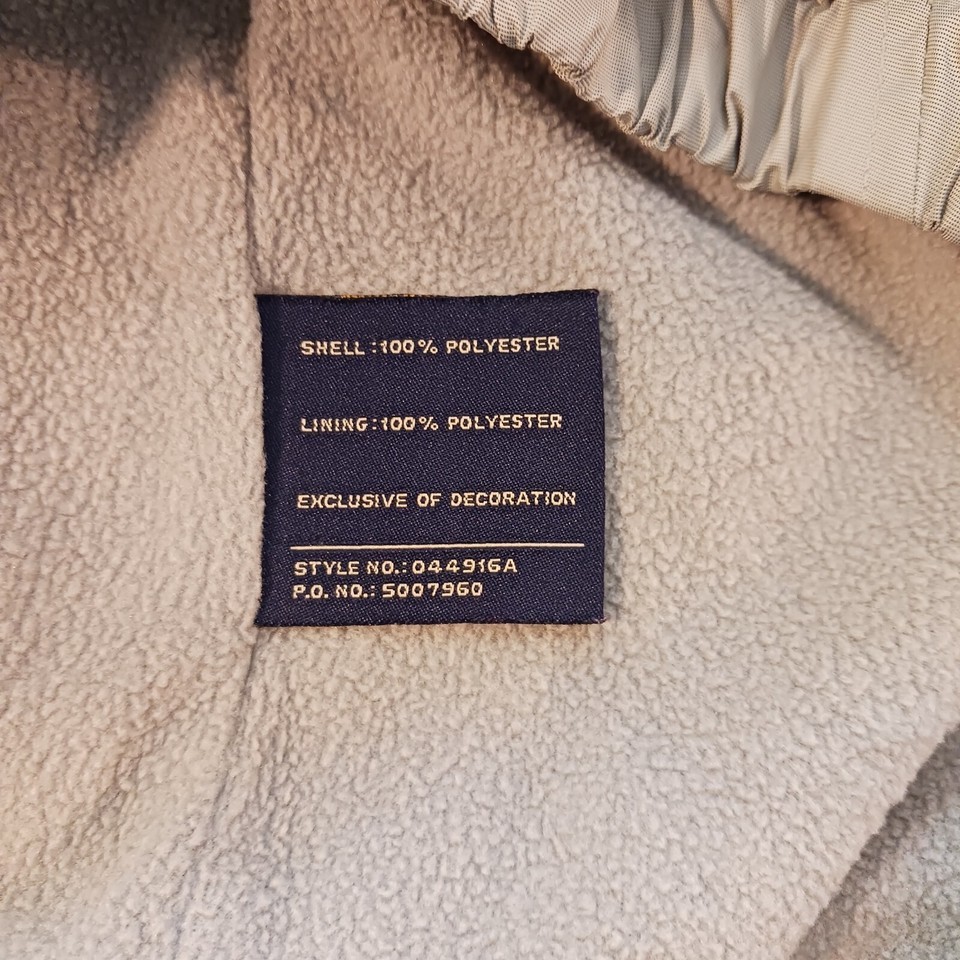 SHELL:100% POLYESTER
LINING:100% POLYESTER
EXCLUSIVE OF DECORATION
STYLE NO.:044916A
P.O. NO.: 5007960